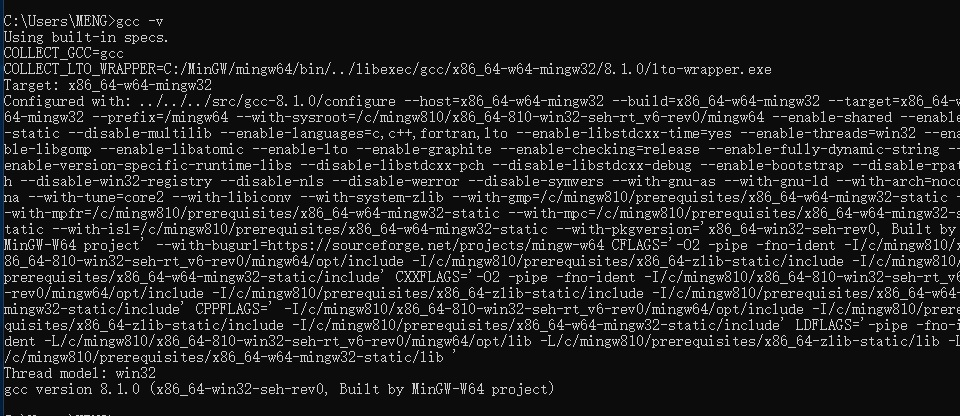 C:\Users\MENG>gcc -v
Using built-in specs.
COLLECT_GCC=gcc
COLLECT_LTO_WRAPPER=C:/MinGW/mingw64/bin/../libexec/gcc/x86_64-w64-mingw32/8.1.0/lto-wrapper.exe
Target: x86_64-w64-mingw32
Configured with: ../../../src/gcc-8.1.0/configure --host=x86_64-w64-mingw32 --build=x86_64-w64-mingw32 --target=x86_64-w
64-mingw32 --prefix=/mingw64 --with-sysroot=/c/mingw810/x86_64-810-win32-seh-rt_v6-rev0/mingw64 --enable-shared --enable
-static --disable-multilib --enable-languages=c,c++,fortran,lto --enable-libstdcxx-time=yes --enable-threads=win32 --ena
ble-libgomp --enable-libatomic --enable-lto --enable-graphite --enable-checking=release --enable-fully-dynamic-string --
enable-version-specific-runtime-libs --disable-libstdcxx-pch --disable-libstdcxx-debug --enable-bootstrap --disable-rpat
h --disable-win32-registry --disable-nls --disable-werror --disable-symvers --with-gnu-as --with-gnu-ld --with-arch=noco
na --with-tune=core2 --with-libiconv --with-system-zlib --with-gmp=/c/mingw810/prerequisites/x86_64-w64-mingw32-static -
-with-mpfr=/c/mingw810/prerequisites/x86_64-w64-mingw32-static --with-mpc=/c/mingw810/prerequisites/x86_64-w64-mingw32-s
tatic --with-isl=/c/mingw810/prerequisites/x86_64-w64-mingw32-static --with-pkgversion='x86_64-win32-seh-rev0, Built by
MinGW-W64 project' --with-bugurl=https://sourceforge.net/projects/mingw-w64 CFLAGS='-O2 -pipe -fno-ident -I/c/mingw810/x
86_64-810-win32-seh-rt_v6-rev0/mingw64/opt/include -I/c/mingw810/prerequisites/x86_64-zlib-static/include -I/c/mingw810/
prerequisites/x86_64-w64-mingw32-static/include' CXXFLAGS='-O2 -pipe -fno-ident -I/c/mingw810/x86_64-810-win32-seh-rt_v6
-rev0/mingw64/opt/include -I/c/mingw810/prerequisites/x86_64-zlib-static/include -I/c/mingw810/prerequisites/x86_64-w64-
mingw32-static/include' CPPFLAGS=' -I/c/mingw810/x86_64-810-win32-seh-rt_v6-rev0/mingw64/opt/include -I/c/mingw810/prere
quisites/x86_64-zlib-static/include -I/c/mingw810/prerequisites/x86_64-w64-mingw32-static/include' LDFLAGS='-pipe -fno-i
dent -L/c/mingw810/x86_64-810-win32-seh-rt_v6-rev0/mingw64/opt/lib -L/c/mingw810/prerequisites/x86_64-zlib-static/lib -L
/c/mingw810/prerequisites/x86_64-w64-mingw32-static/lib '
Thread model: win32
gcc version 8.1.0 (x86_64-win32-seh-rev0, Built by MinGW-W64 project)